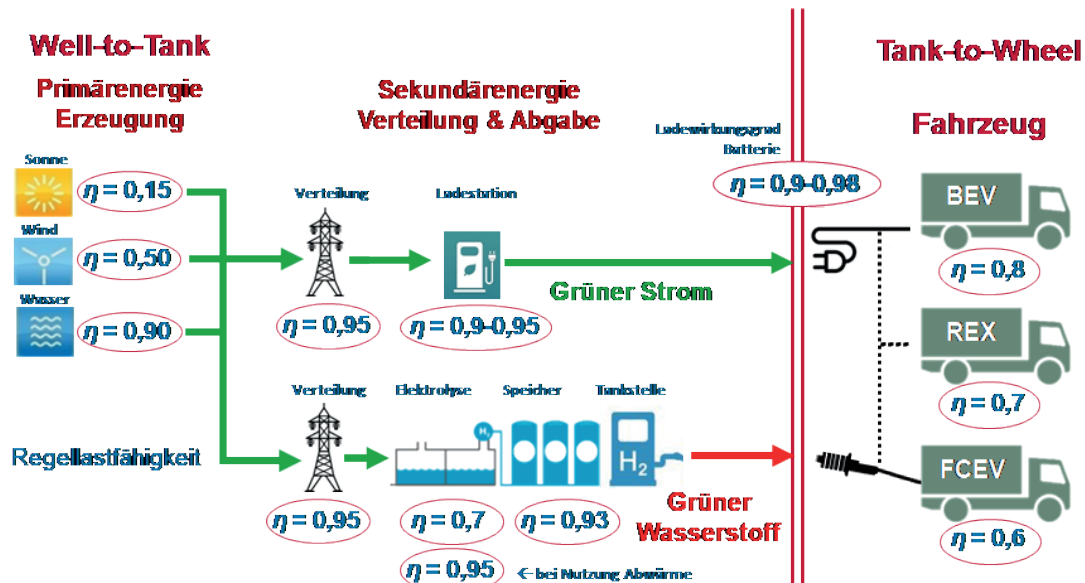 Well-to-Tank
Primärenergie
Erzeugung
Sekundärenergie
Verteilung & Abgabe
Tank-to-Wheel
Fahrzeug
Ladewirkungsgrad
Batterie
η = 0,9-0,98
Sonne
η = 0,15
Wind
η = 0,50
Wasser
η = 0,90
Verteilung
η = 0,95
Ladestation
η = 0,9-0,95
Grüner Strom
BEV
η = 0,8
REX
η = 0,7
FCEV
η = 0,6
Regellastfähigkeit
Verteilung
η = 0,95
Elektrolyse
H₂
η = 0,7
η = 0,95
← bei Nutzung Abwärme
Speicher
η = 0,93
Tankstelle
H₂
Grüner
Wasserstoff